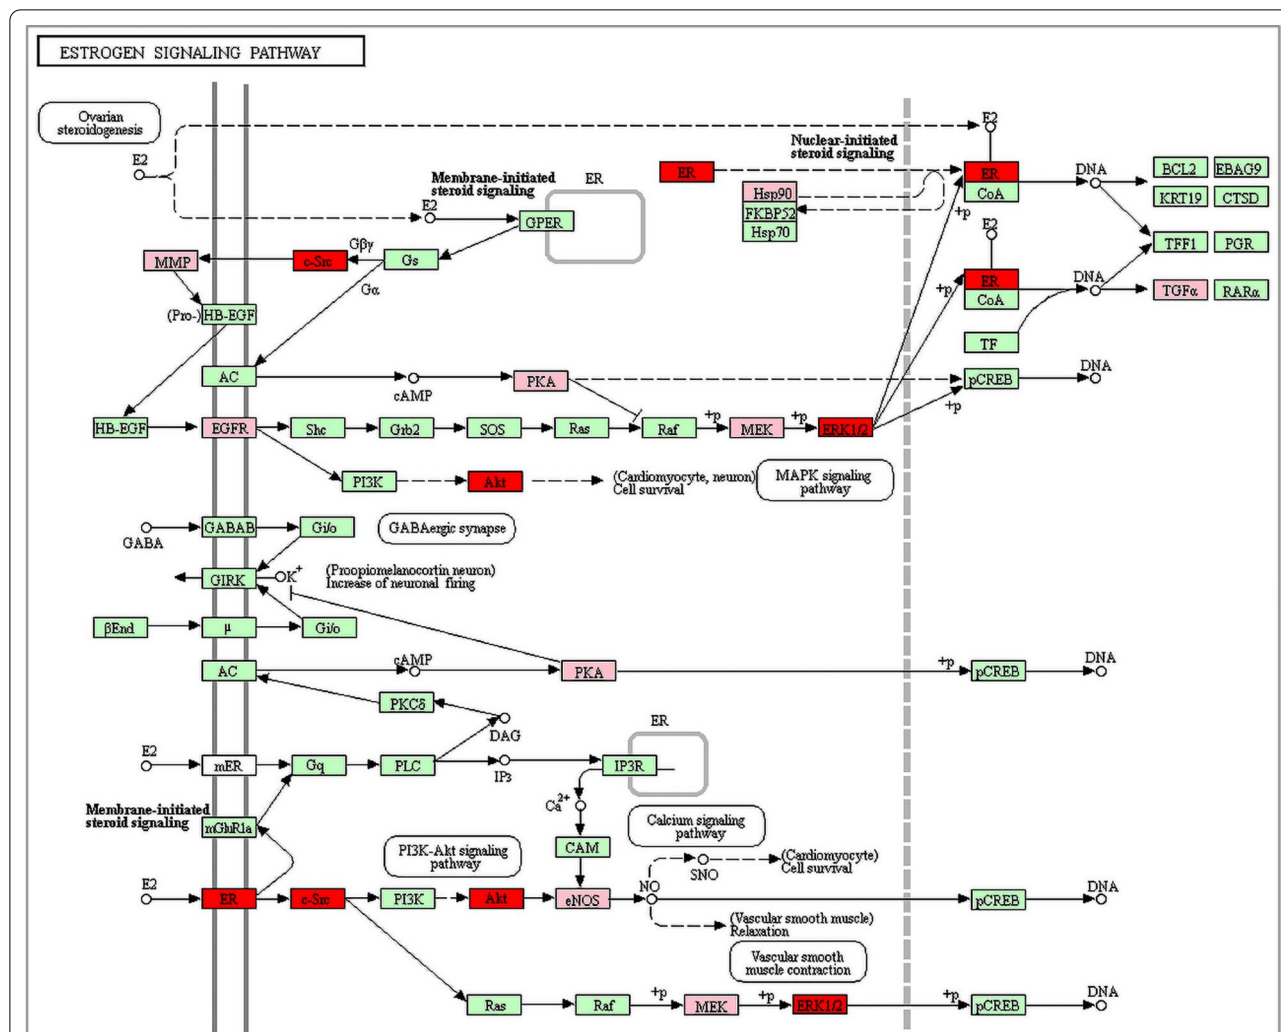 ESTROGEN SIGNALING PATHWAY
Ovarian
steroidogenesis
E2
E2
Nuclear-initiated
steroid signaling
ER
ER
CoA
DNA
BCL2
EBAG9
KRT19
CTSD
Membrane-initiated
steroid signaling
ER
E2
GPER
Hsp90
FKBP52
Hsp70
+p
E2
TFF1
PGR
MMP
c-Src
Gβγ
Gs
Gα
ER
CoA
DNA
TGFα
RARα
+p
(Pro-)
HB-EGF
TF
AC
cAMP
PKA
pCREB
DNA
+p
HB-EGF
EGFR
Shc
Grb2
SOS
Ras
Raf
+p
MEK
+p
ERK1/2
PI3K
Akt
(Cardiomyocyte, neuron)
Cell survival
MAPK signaling
pathway
GABA
GABAB
Gi/o
GABAergic synapse
GIRK
K+
(Proopiomelanocortin neuron)
Increase of neuronal firing
βEnd
μ
Gi/o
AC
cAMP
PKA
+p
pCREB
DNA
PKCδ
DAG
E2
mER
Gq
PLC
IP3
IP3R
ER
Ca2+
Membrane-initiated
steroid signaling
mGluR1a
Calcium signaling
pathway
PI3K-Akt signaling
pathway
CAM
SNO
(Cardiomyocyte)
Cell survival
E2
ER
c-Src
PI3K
Akt
eNOS
NO
pCREB
DNA
(Vascular smooth muscle)
Relaxation
Vascular smooth
muscle contraction
Ras
Raf
+p
MEK
+p
ERK1/2
+p
pCREB
DNA